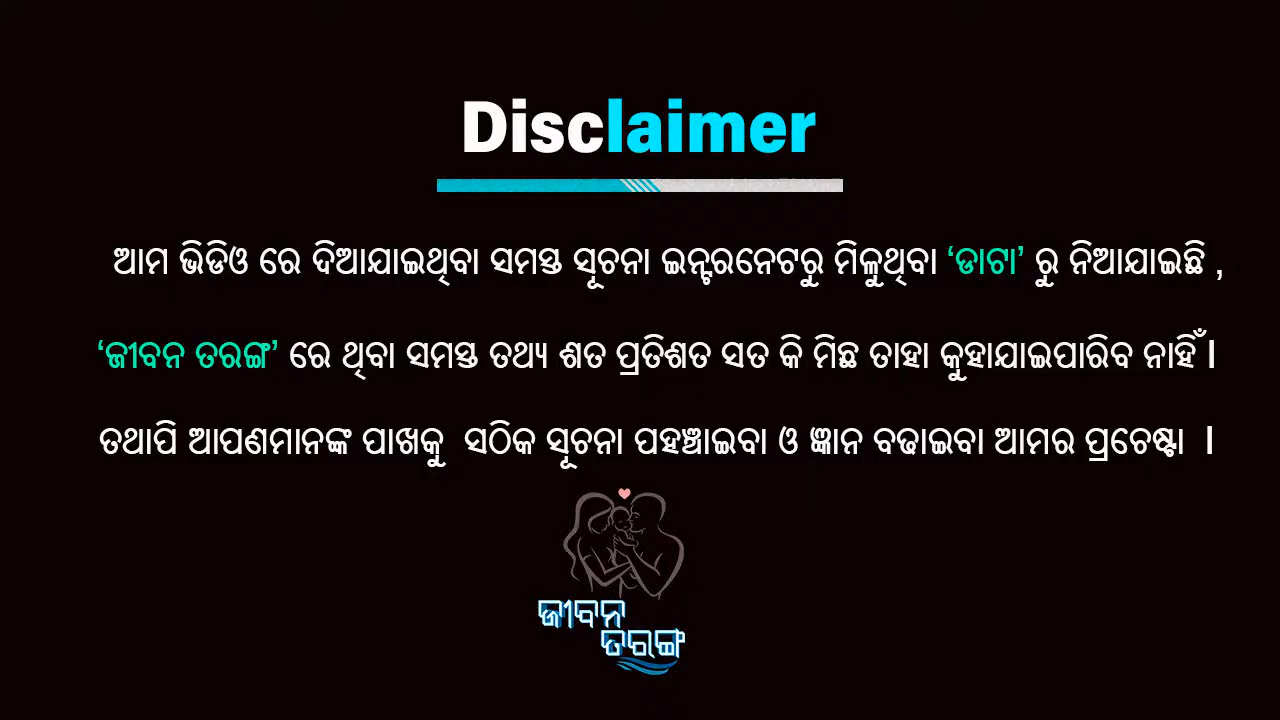 Disclaimer
ଆମ ଭିଡିଓ ରେ ଦିଆଯାଇଥିବା ସମସ୍ତ ସୂଚନା ଇନ୍ଟରନେଟରୁ ମିଳୁଥିବା ‘ଡାଟା’ ରୁ ନିଆଯାଇଛି ,
‘ଜୀବନ ତରଙ୍ଗ’ ରେ ଥିବା ସମସ୍ତ ତଥ୍ୟ ଶତ ପ୍ରତିଶତ ସତ କି ମିଛ ତାହା କୁହାଯାଇପାରିବ ନାହିଁ l
ତଥାପି ଆପଣମାନଙ୍କ ପାଖକୁ ସଠିକ ସୂଚନା ପହଞ୍ଚାଇବା ଓ ଜ୍ଞାନ ବଢାଇବା ଆମର ପ୍ରଚେଷ୍ଟା l
ଜୀବନ
ତରଙ୍ଗ